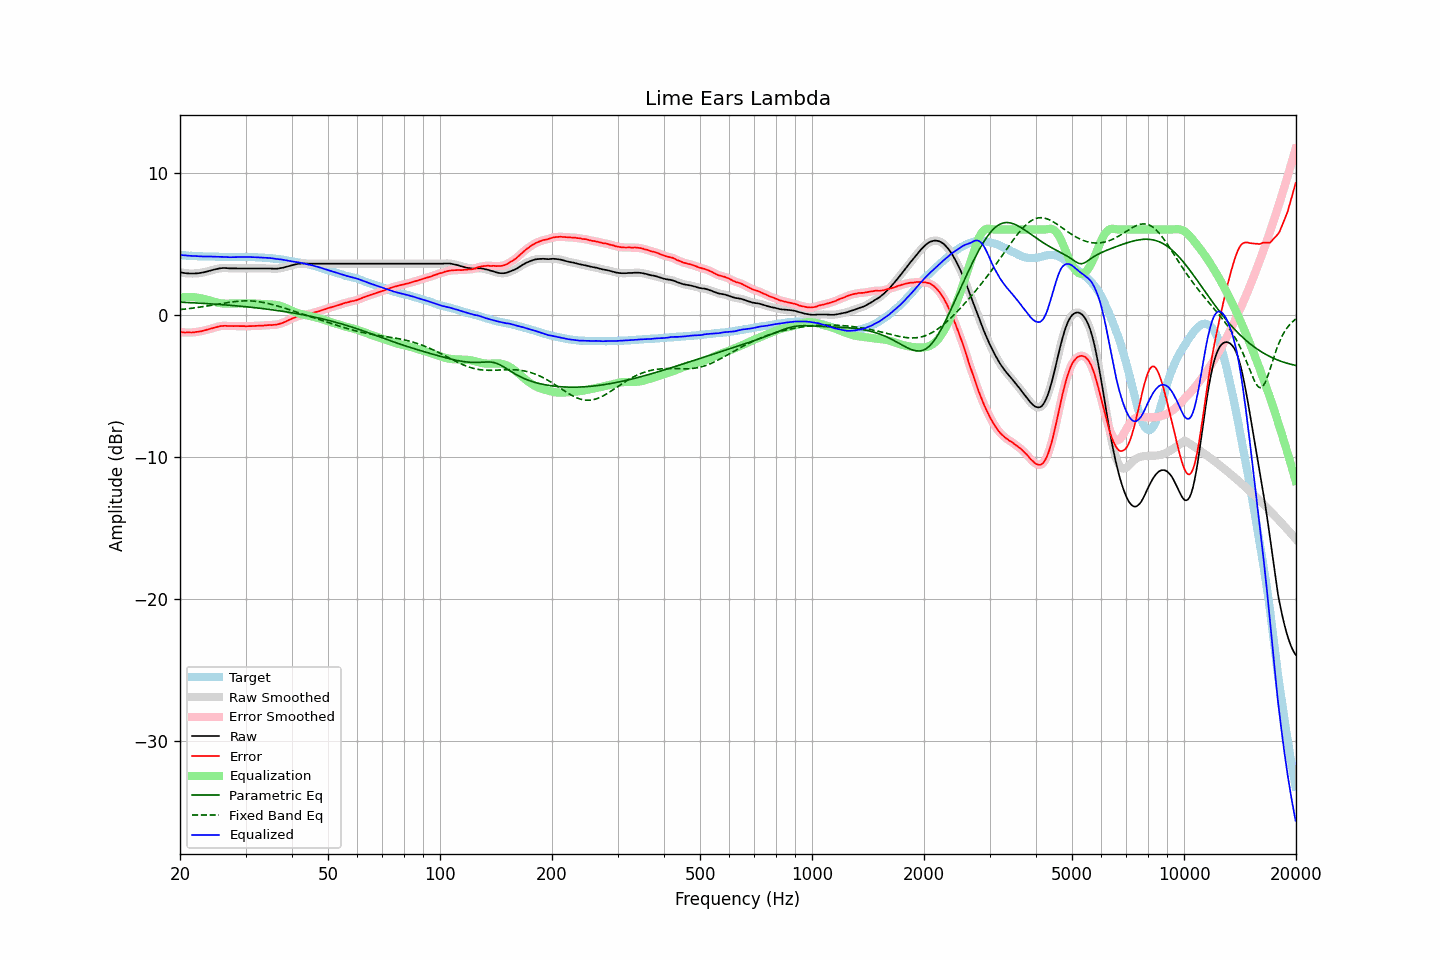 Lime Ears Lambda
10
0
−10
−20
−30
Amplitude (dBr)
Target
Raw Smoothed
Error Smoothed
Raw
Error
Equalization
Parametric Eq
Fixed Band Eq
Equalized
20 50 100 200 500 1000 2000 5000 10000 20000
Frequency (Hz)